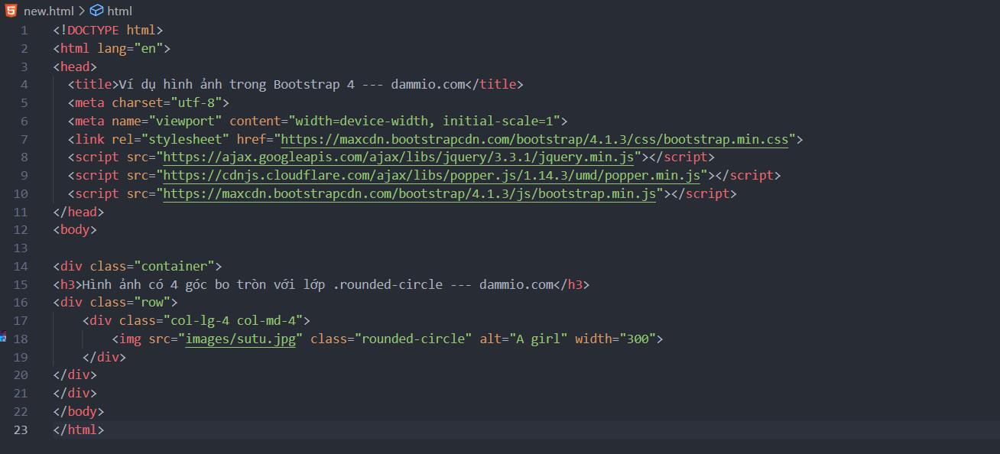 new.html > html
1 <!DOCTYPE html>
2 <html lang="en">
3 <head>
4 <title>Ví dụ hình ảnh trong Bootstrap 4 --- dammio.com</title>
5 <meta charset="utf-8">
6 <meta name="viewport" content="width=device-width, initial-scale=1">
7 <link rel="stylesheet" href="https://maxcdn.bootstrapcdn.com/bootstrap/4.1.3/css/bootstrap.min.css">
8 <script src="https://ajax.googleapis.com/ajax/libs/jquery/3.3.1/jquery.min.js"></script>
9 <script src="https://cdnjs.cloudflare.com/ajax/libs/popper.js/1.14.3/umd/popper.min.js"></script>
10 <script src="https://maxcdn.bootstrapcdn.com/bootstrap/4.1.3/js/bootstrap.min.js"></script>
11 </head>
12 <body>
13
14 <div class="container">
15 <h3>Hình ảnh có 4 góc bo tròn với lớp .rounded-circle --- dammio.com</h3>
16 <div class="row">
17 <div class="col-lg-4 col-md-4">
18 <img src="images/sutu.jpg" class="rounded-circle" alt="A girl" width="300">
19 </div>
20 </div>
21 </div>
22 </body>
23 </html>